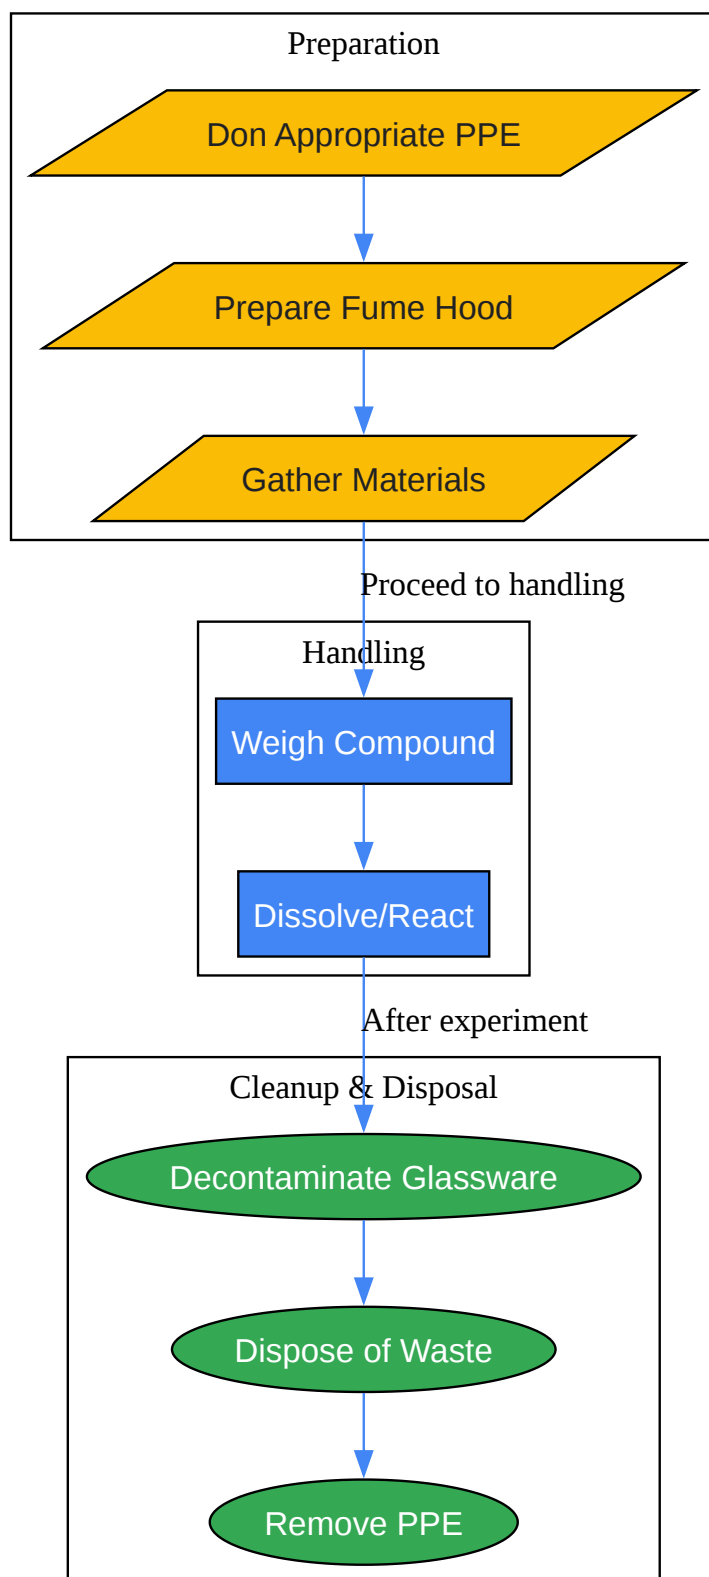 Preparation
Don Appropriate PPE
Prepare Fume Hood
Gather Materials
Proceed to handling
Handling
Weigh Compound
Dissolve/React
After experiment
Cleanup & Disposal
Decontaminate Glassware
Dispose of Waste
Remove PPE